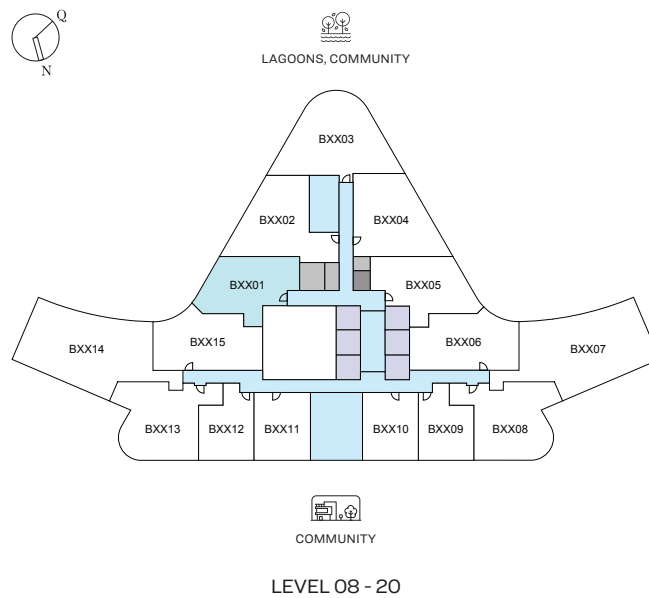 Q
N
LAGOONS, COMMUNITY
BXX03
BXX02
BXX04
BXX01
BXX05
BXX14
BXX15
BXX06
BXX07
BXX13
BXX12
BXX11
BXX10
BXX09
BXX08
COMMUNITY
LEVEL 08 - 20